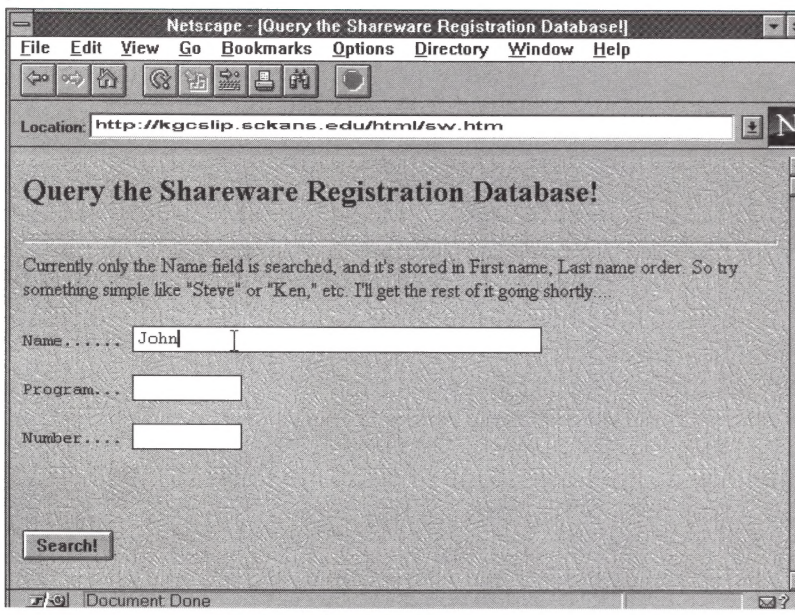 Netscape - [Query the Shareware Registration Database!]
File Edit View Go Bookmarks Options Directory Window Help
Location: http://kgcslip.sckans.edu/html/sw.htm
N
Query the Shareware Registration Database!
Currently only the Name field is searched, and it's stored in First name, Last name order. So try
something simple like "Steve" or "Ken," etc. I'll get the rest of it going shortly....
Name...... John
Program...
Number....
Search!
Document Done
?